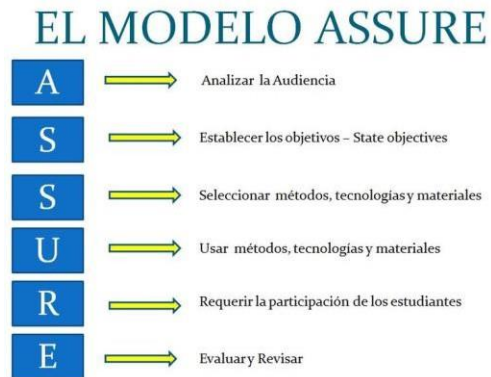 EL MODELO ASSURE
A Analizar la Audiencia
S Establecer los objetivos – State objectives
S Seleccionar métodos, tecnologías y materiales
U Usar métodos, tecnologías y materiales
R Requerir la participación de los estudiantes
E Evaluar y Revisar